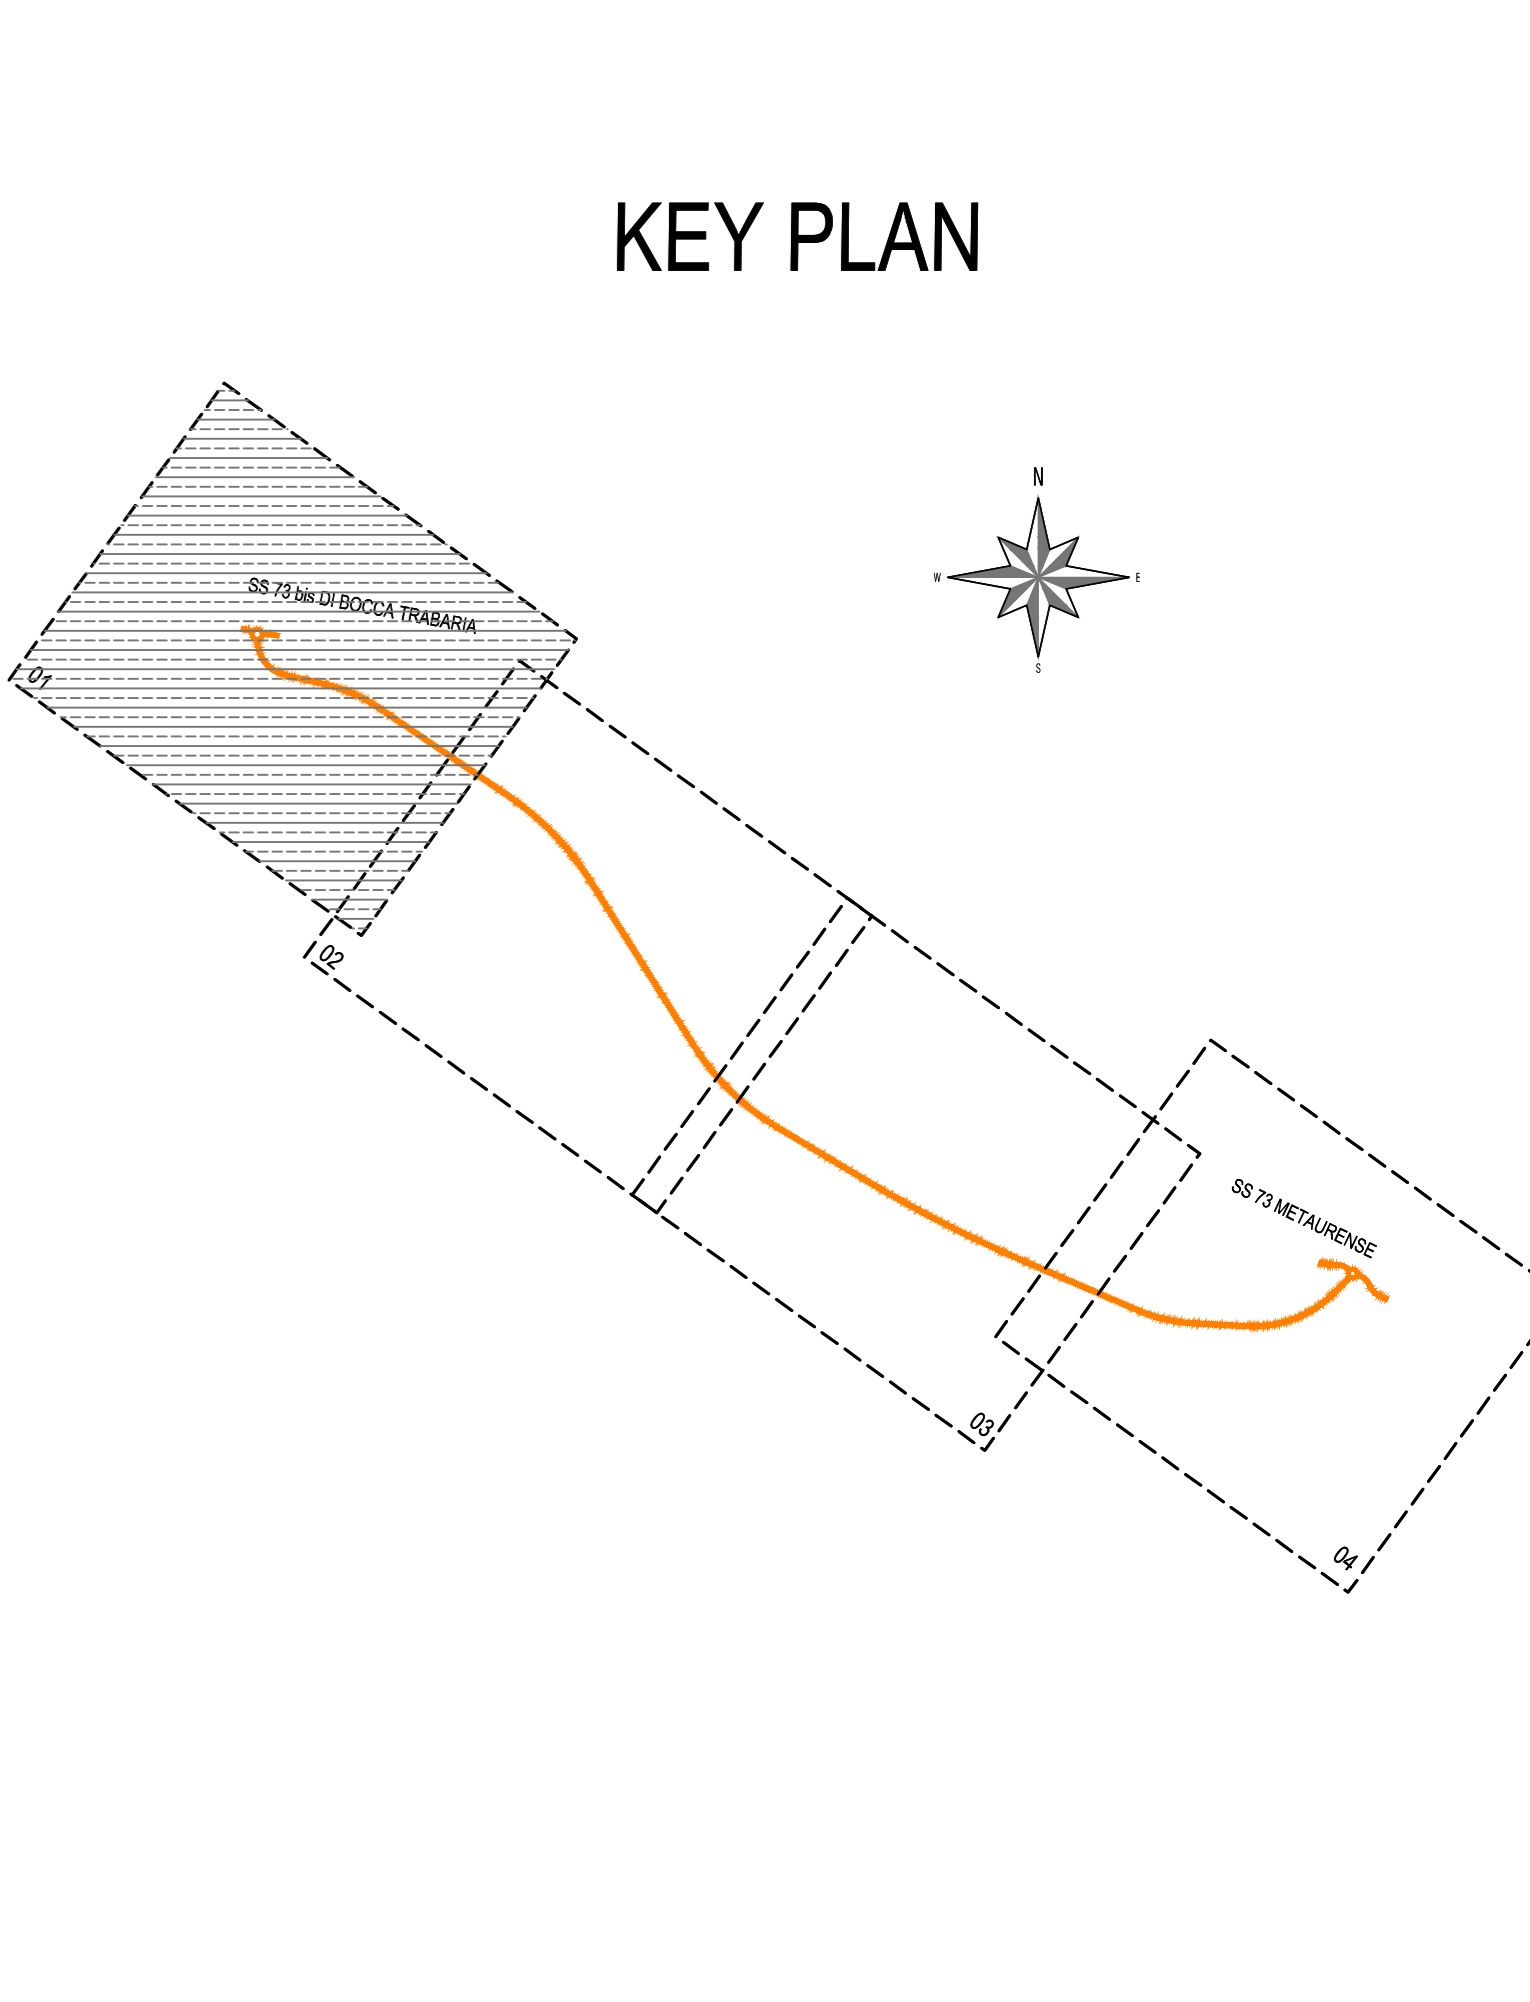 KEY PLAN
N
W
E
S
SS 73 bis DI BOCCA TRABARIA
01
02
SS 73 METAURENSE
03
04